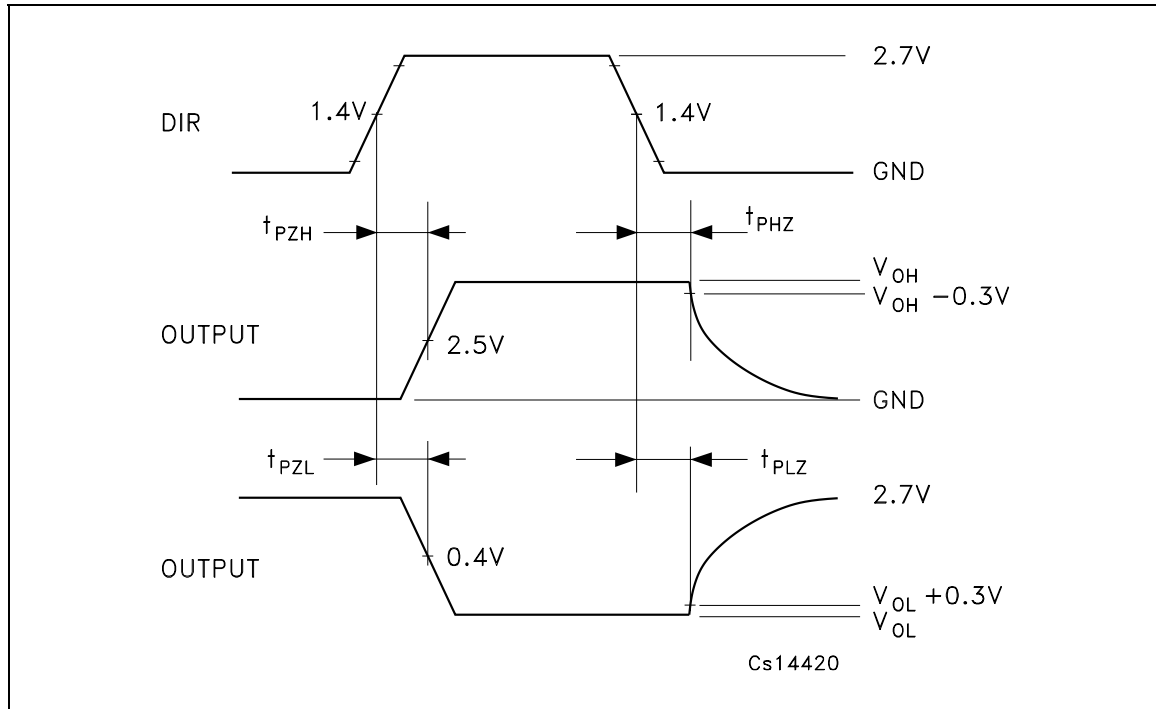 2.7V
1.4V
1.4V
DIR
GND
tPZH
tPHZ
VOH
VOH -0.3V
OUTPUT
2.5V
GND
tPZL
tPLZ
2.7V
0.4V
OUTPUT
VOL +0.3V
VOL
Cs14420